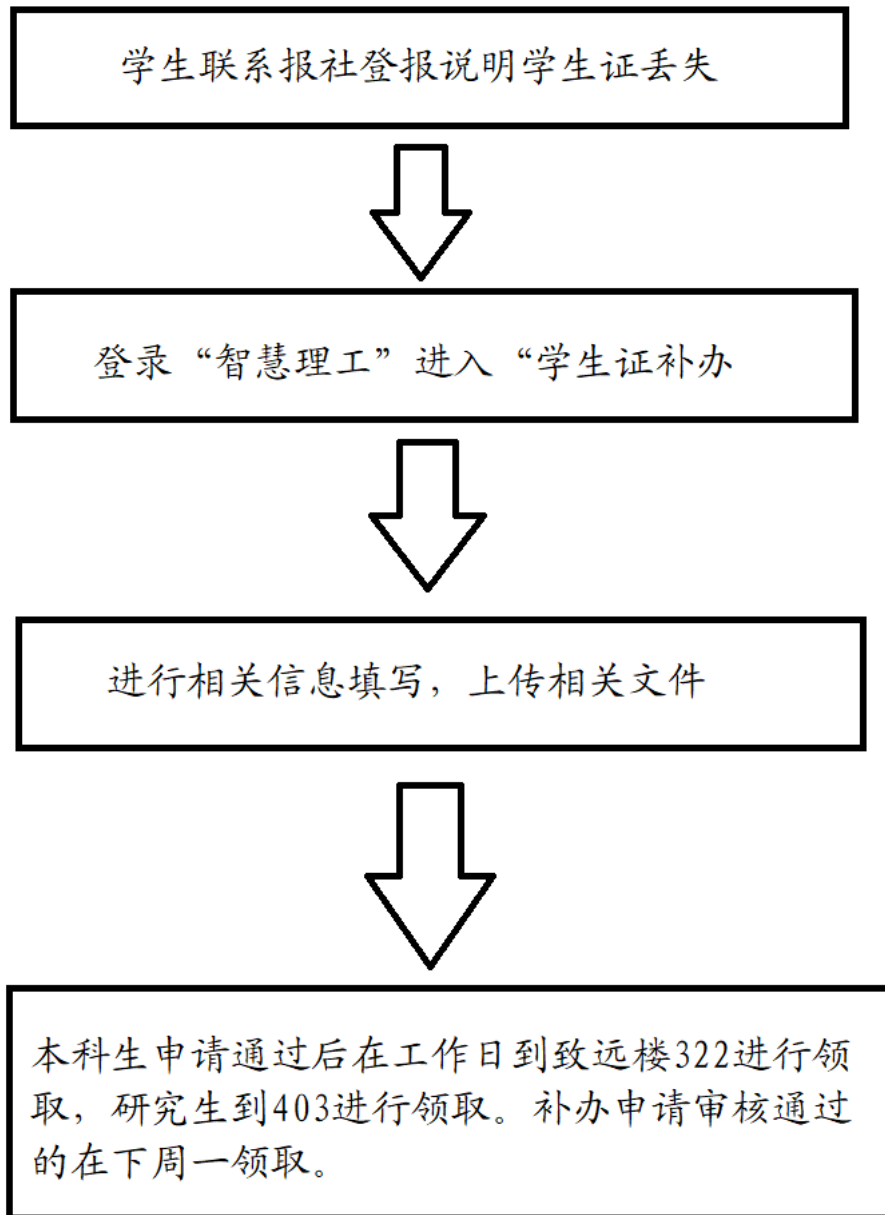 学生联系报社登报说明学生证丢失
登录“智慧理工”进入“学生证补办
进行相关信息填写，上传相关文件
本科生申请通过后在工作日到致远楼322进行领
取，研究生到403进行领取。补办申请审核通过
的在下周一领取。